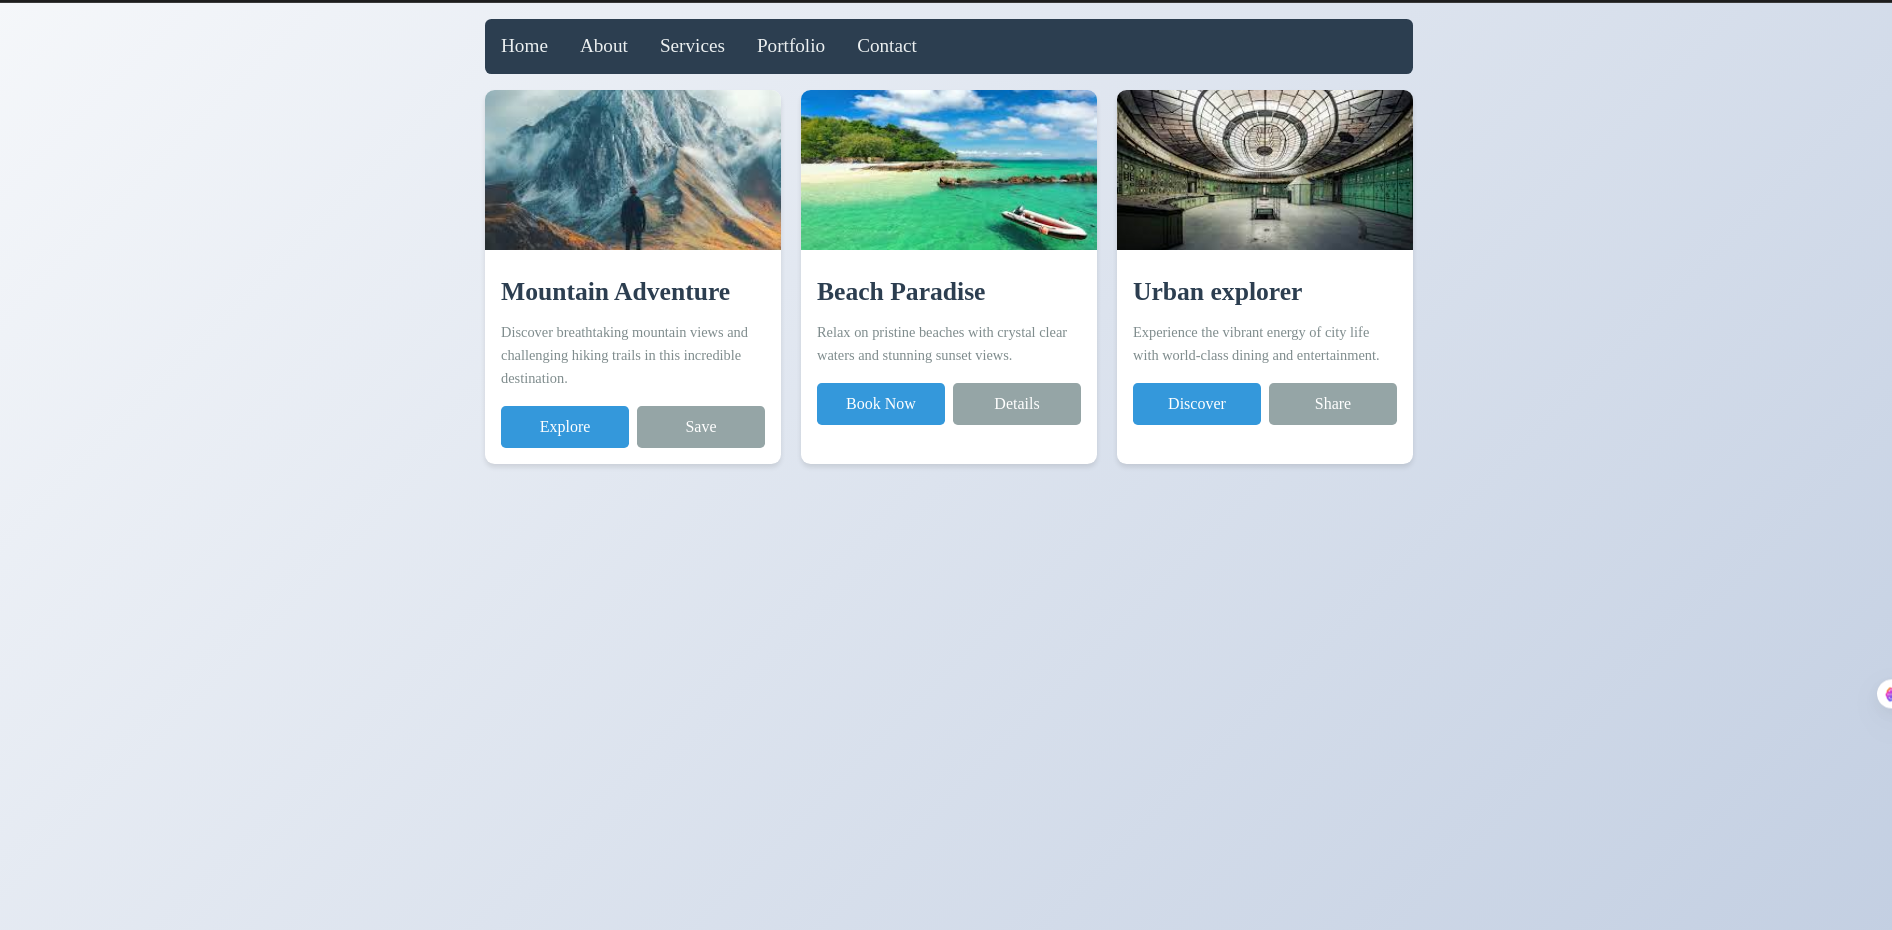 Home About Services Portfolio Contact
Mountain Adventure
Discover breathtaking mountain views and
challenging hiking trails in this incredible
destination.
Explore Save
Beach Paradise
Relax on pristine beaches with crystal clear
waters and stunning sunset views.
Book Now Details
Urban explorer
Experience the vibrant energy of city life
with world-class dining and entertainment.
Discover Share